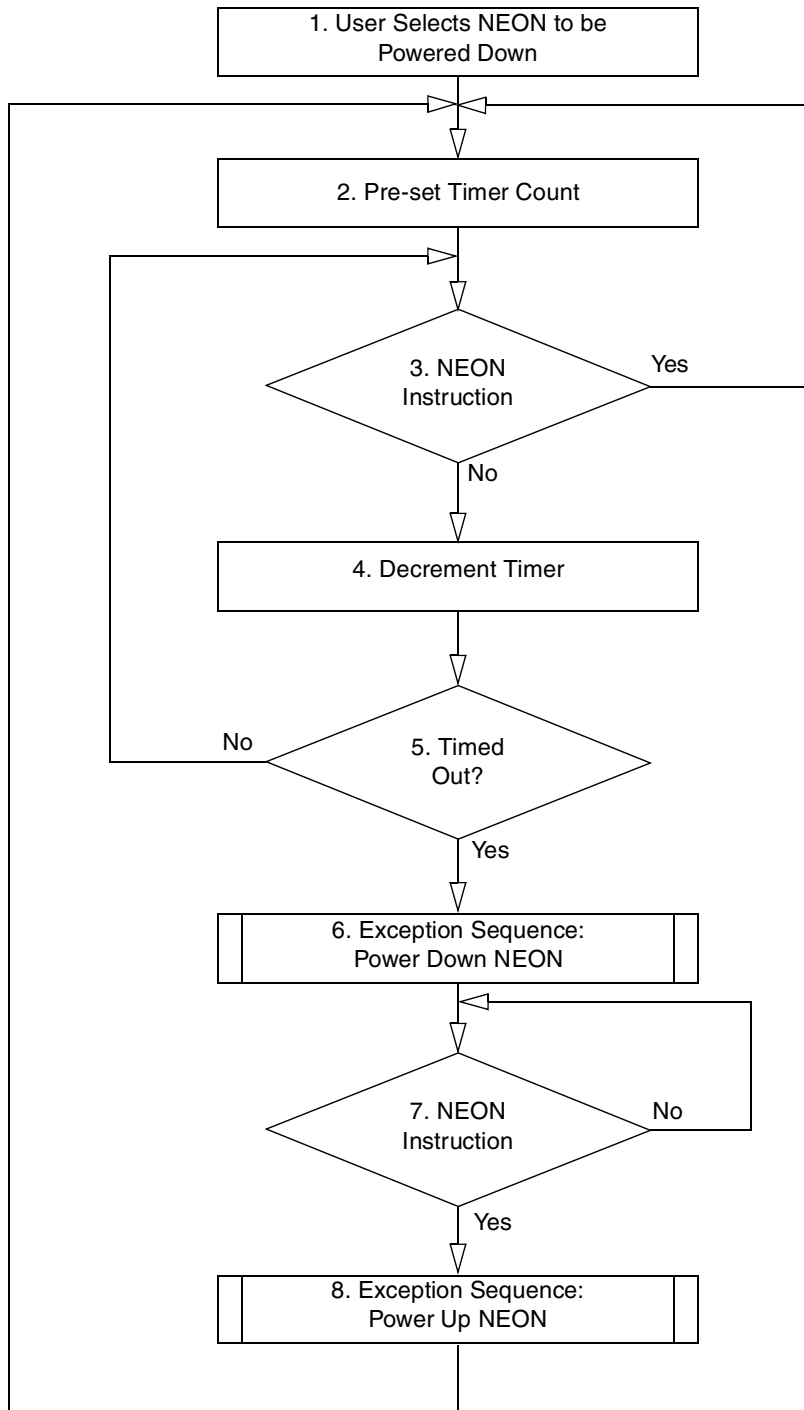 1. User Selects NEON to be
Powered Down
2. Pre-set Timer Count
3. NEON
Instruction
Yes
No
4. Decrement Timer
No
5. Timed
Out?
Yes
6. Exception Sequence:
Power Down NEON
7. NEON
Instruction
No
Yes
8. Exception Sequence:
Power Up NEON